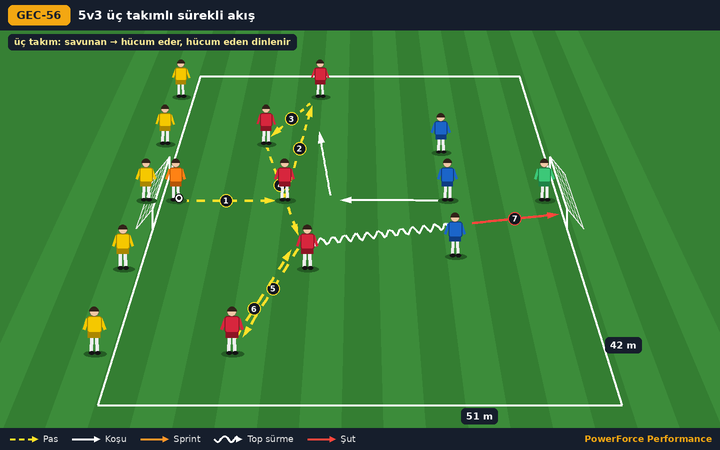 GEC-56 5v3 üç takımlı sürekli akış
üç takım: savunan → hücum eder, hücum eden dinlenir
3
2
4
1
7
5
6
42 m
51 m
Pas Koşu Sprint Top sürme Şut PowerForce Performance